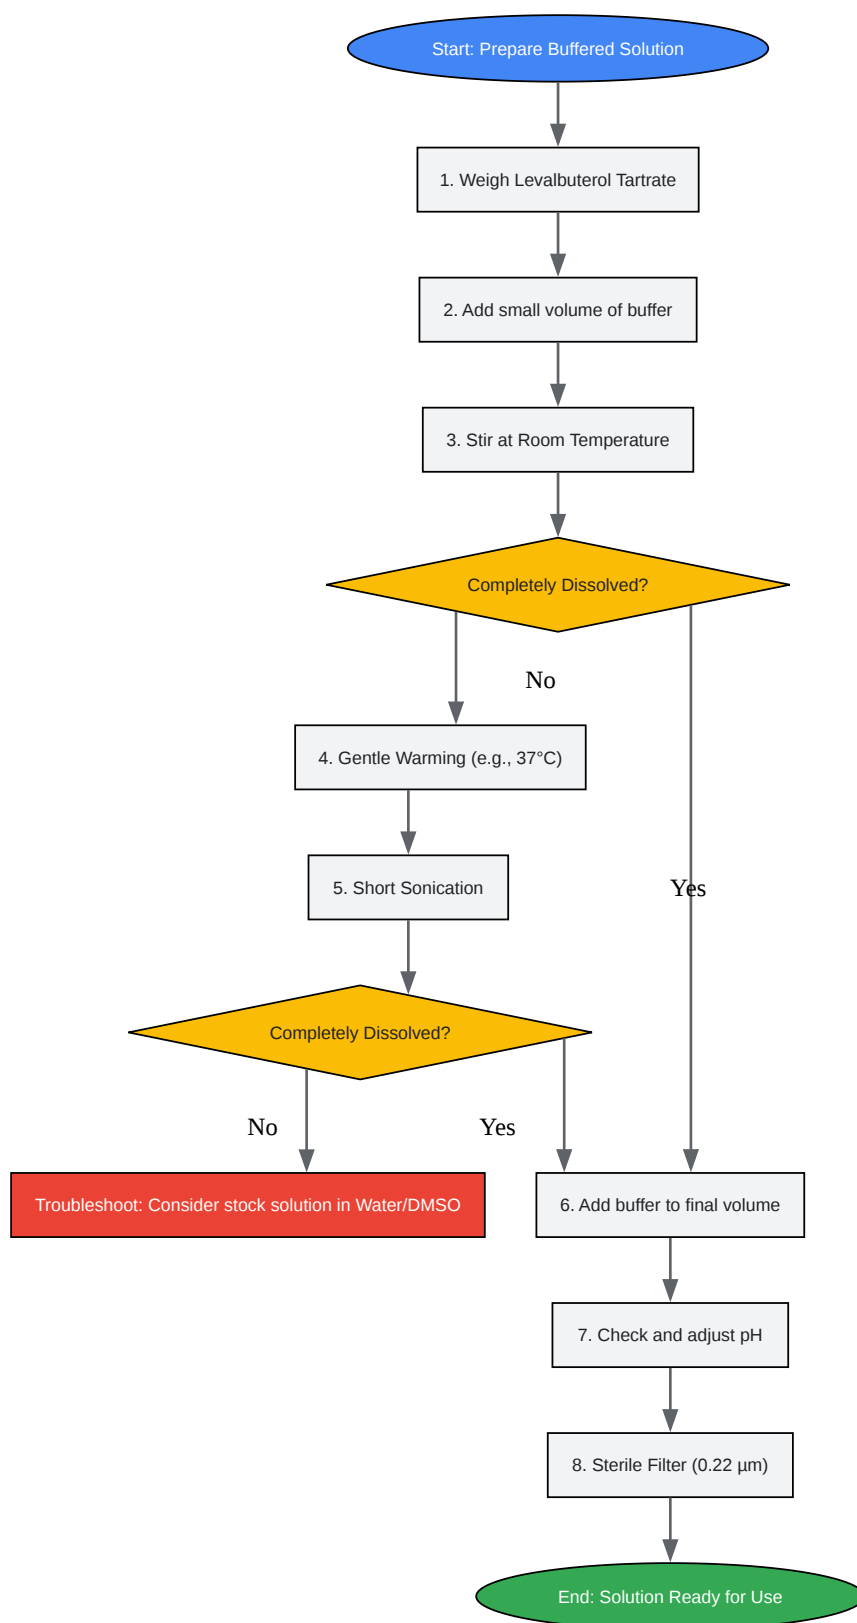 Start: Prepare Buffered Solution
1. Weigh Levalbuterol Tartrate
2. Add small volume of buffer
3. Stir at Room Temperature
Completely Dissolved?
No
4. Gentle Warming (e.g., 37°C)
Yes
5. Short Sonication
Completely Dissolved?
No
Yes
Troubleshoot: Consider stock solution in Water/DMSO
6. Add buffer to final volume
7. Check and adjust pH
8. Sterile Filter (0.22 µm)
End: Solution Ready for Use